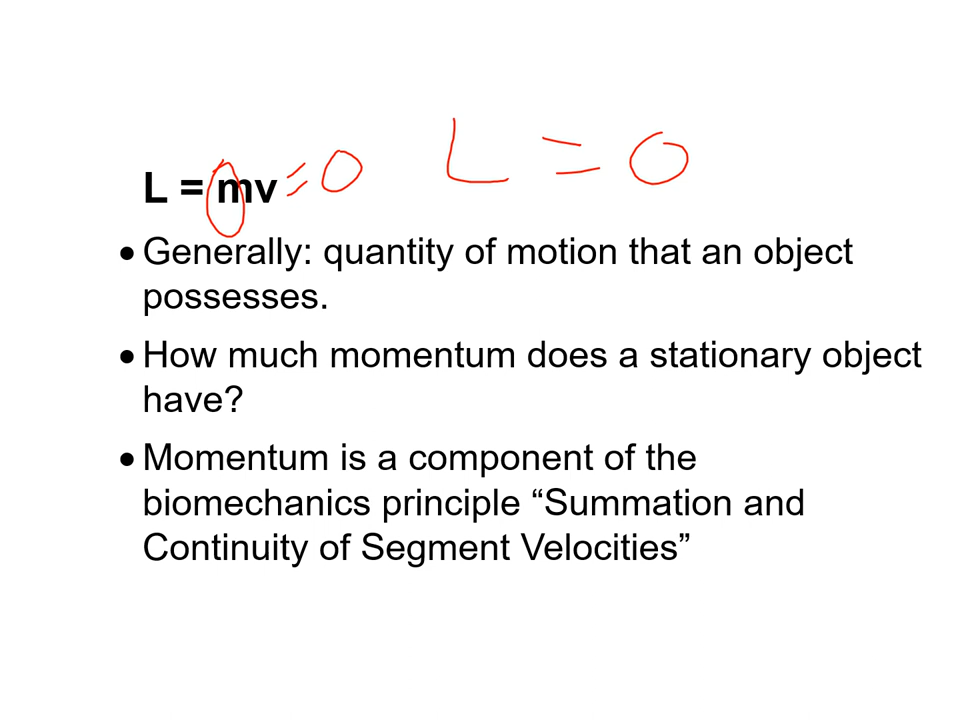 L = mv = 0 L = 0
• Generally: quantity of motion that an object
possesses.
• How much momentum does a stationary object
have?
• Momentum is a component of the
biomechanics principle “Summation and
Continuity of Segment Velocities”